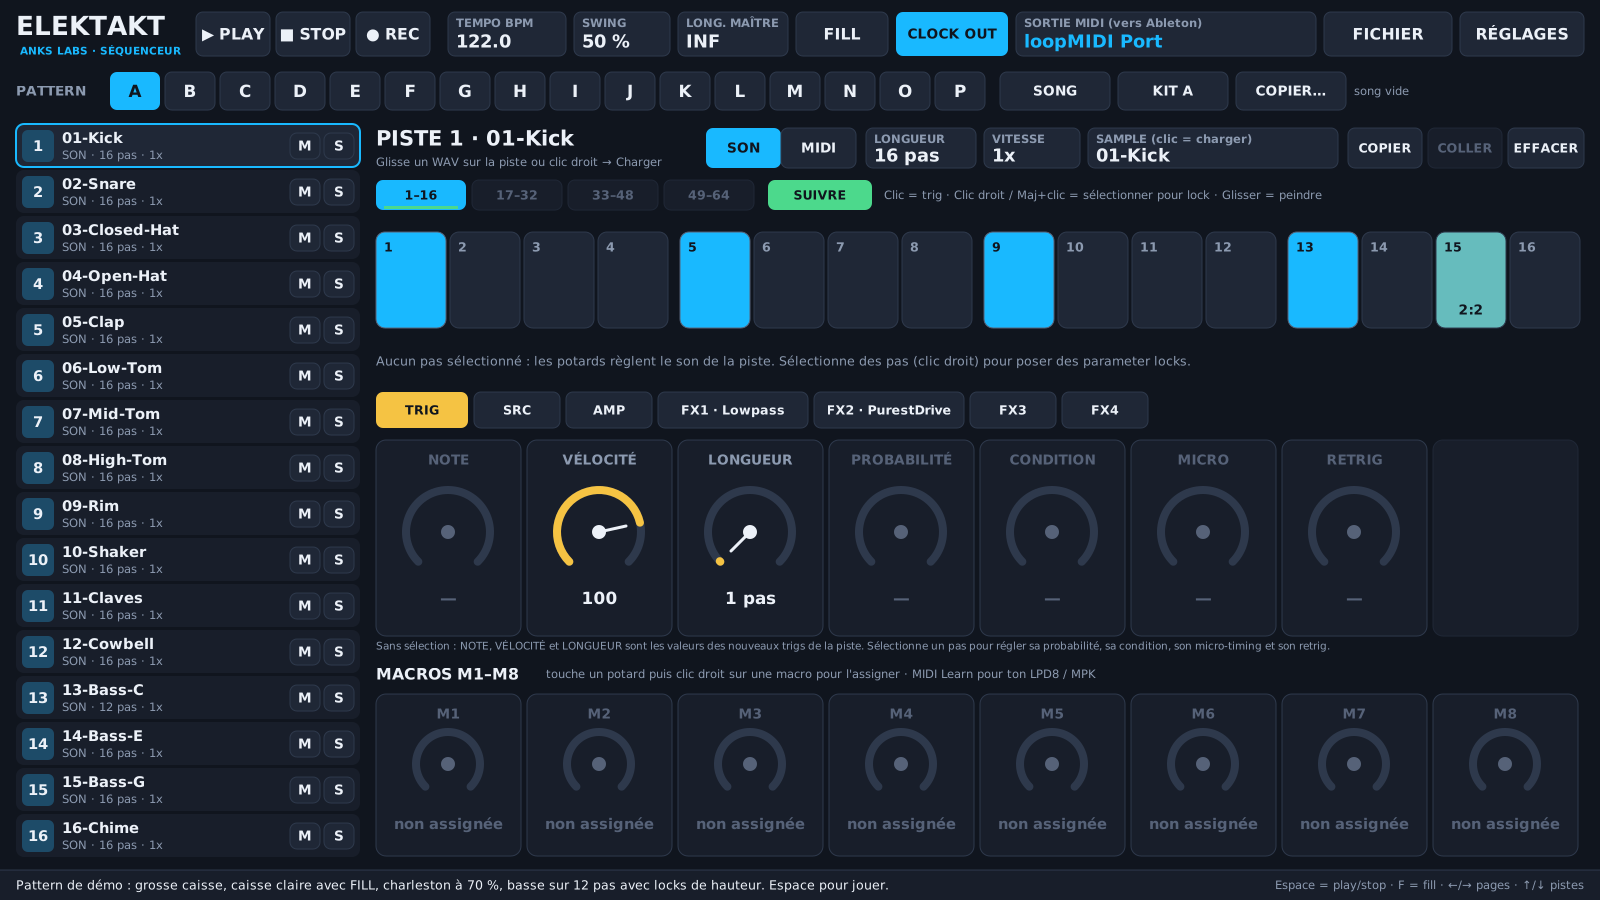 ELEKTAKT
ANKS LABS · SÉQUENCEUR
▶ PLAY
■ STOP
● REC
TEMPO BPM
122.0
SWING
50 %
LONG. MAÎTRE
INF
FILL
CLOCK OUT
SORTIE MIDI (vers Ableton)
loopMIDI Port
FICHIER
RÉGLAGES
PATTERN
A B C D E F G H I J K L M N O P
SONG
KIT A
COPIER…
song vide
1
01-Kick
SON · 16 pas · 1x
M S
2
02-Snare
SON · 16 pas · 1x
M S
3
03-Closed-Hat
SON · 16 pas · 1x
M S
4
04-Open-Hat
SON · 16 pas · 1x
M S
5
05-Clap
SON · 16 pas · 1x
M S
6
06-Low-Tom
SON · 16 pas · 1x
M S
7
07-Mid-Tom
SON · 16 pas · 1x
M S
8
08-High-Tom
SON · 16 pas · 1x
M S
9
09-Rim
SON · 16 pas · 1x
M S
10
10-Shaker
SON · 16 pas · 1x
M S
11
11-Claves
SON · 16 pas · 1x
M S
12
12-Cowbell
SON · 16 pas · 1x
M S
13
13-Bass-C
SON · 12 pas · 1x
M S
14
14-Bass-E
SON · 16 pas · 1x
M S
15
15-Bass-G
SON · 16 pas · 1x
M S
16
16-Chime
SON · 16 pas · 1x
M S
PISTE 1 · 01-Kick
Glisse un WAV sur la piste ou clic droit → Charger
SON
MIDI
LONGUEUR
16 pas
VITESSE
1x
SAMPLE (clic = charger)
01-Kick
COPIER
COLLER
EFFACER
1–16
17–32
33–48
49–64
SUIVRE
Clic = trig · Clic droit / Maj+clic = sélectionner pour lock · Glisser = peindre
1 2 3 4 5 6 7 8 9 10 11 12 13 14 15 16
2:2
Aucun pas sélectionné : les potards règlent le son de la piste. Sélectionne des pas (clic droit) pour poser des parameter locks.
TRIG
SRC
AMP
FX1 · Lowpass
FX2 · PurestDrive
FX3
FX4
NOTE
—
VÉLOCITÉ
100
LONGUEUR
1 pas
PROBABILITÉ
—
CONDITION
—
MICRO
—
RETRIG
—
Sans sélection : NOTE, VÉLOCITÉ et LONGUEUR sont les valeurs des nouveaux trigs de la piste. Sélectionne un pas pour régler sa probabilité, sa condition, son micro-timing et son retrig.
MACROS M1–M8
touche un potard puis clic droit sur une macro pour l'assigner · MIDI Learn pour ton LPD8 / MPK
M1
non assignée
M2
non assignée
M3
non assignée
M4
non assignée
M5
non assignée
M6
non assignée
M7
non assignée
M8
non assignée
Pattern de démo : grosse caisse, caisse claire avec FILL, charleston à 70 %, basse sur 12 pas avec locks de hauteur. Espace pour jouer.
Espace = play/stop · F = fill · ←/→ pages · ↑/↓ pistes